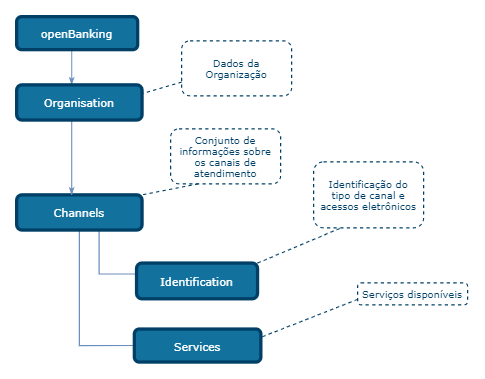 openBanking
Dados da
Organização
Organisation
Conjunto de
informações sobre
os canais de
atendimento
Identificação do
tipo de canal e
acessos eletrônicos
Channels
Identification
Serviços disponíveis
Services